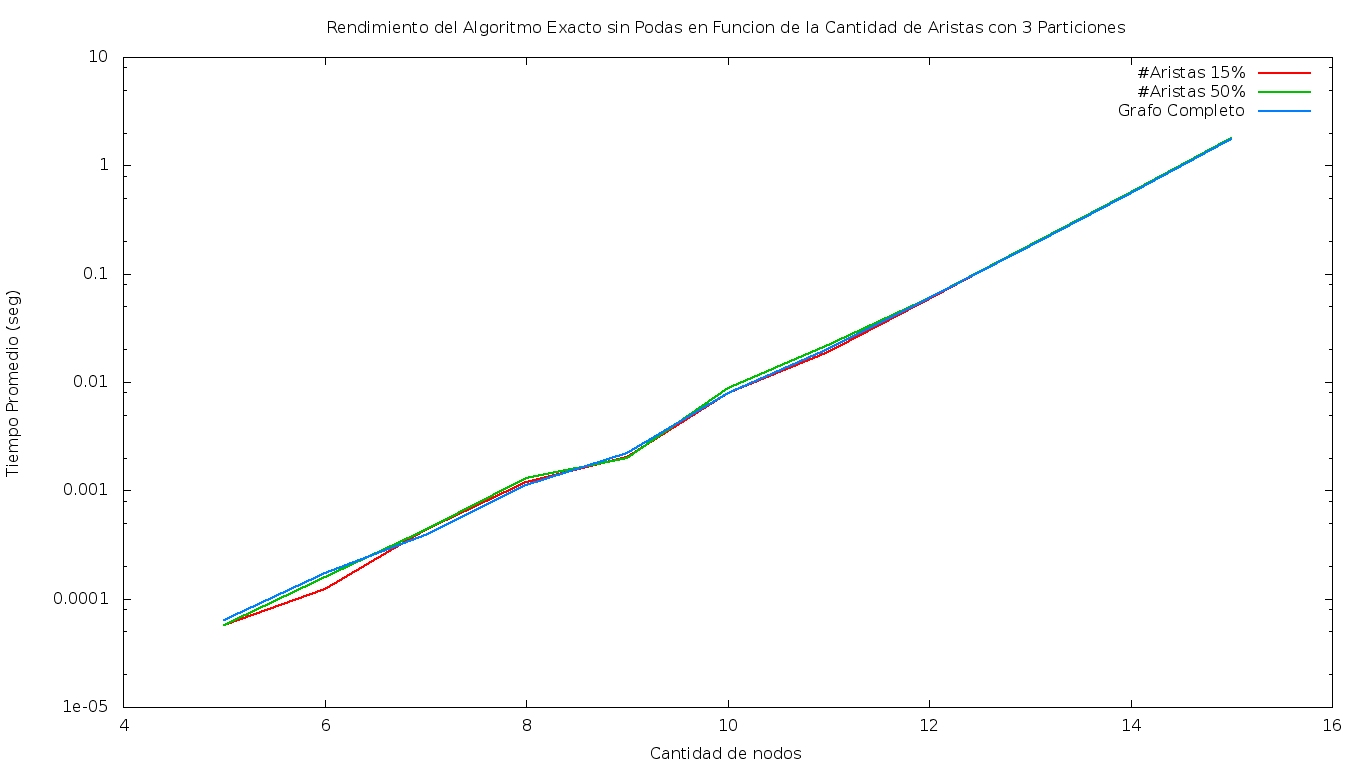 Rendimiento del Algoritmo Exacto sin Podas en Funcion de la Cantidad de Aristas con 3 Particiones
#Aristas 15%
#Aristas 50%
Grafo Completo
Tiempo Promedio (seg)
10
1
0.1
0.01
0.001
0.0001
1e-05
4 6 8 10 12 14 16
Cantidad de nodos